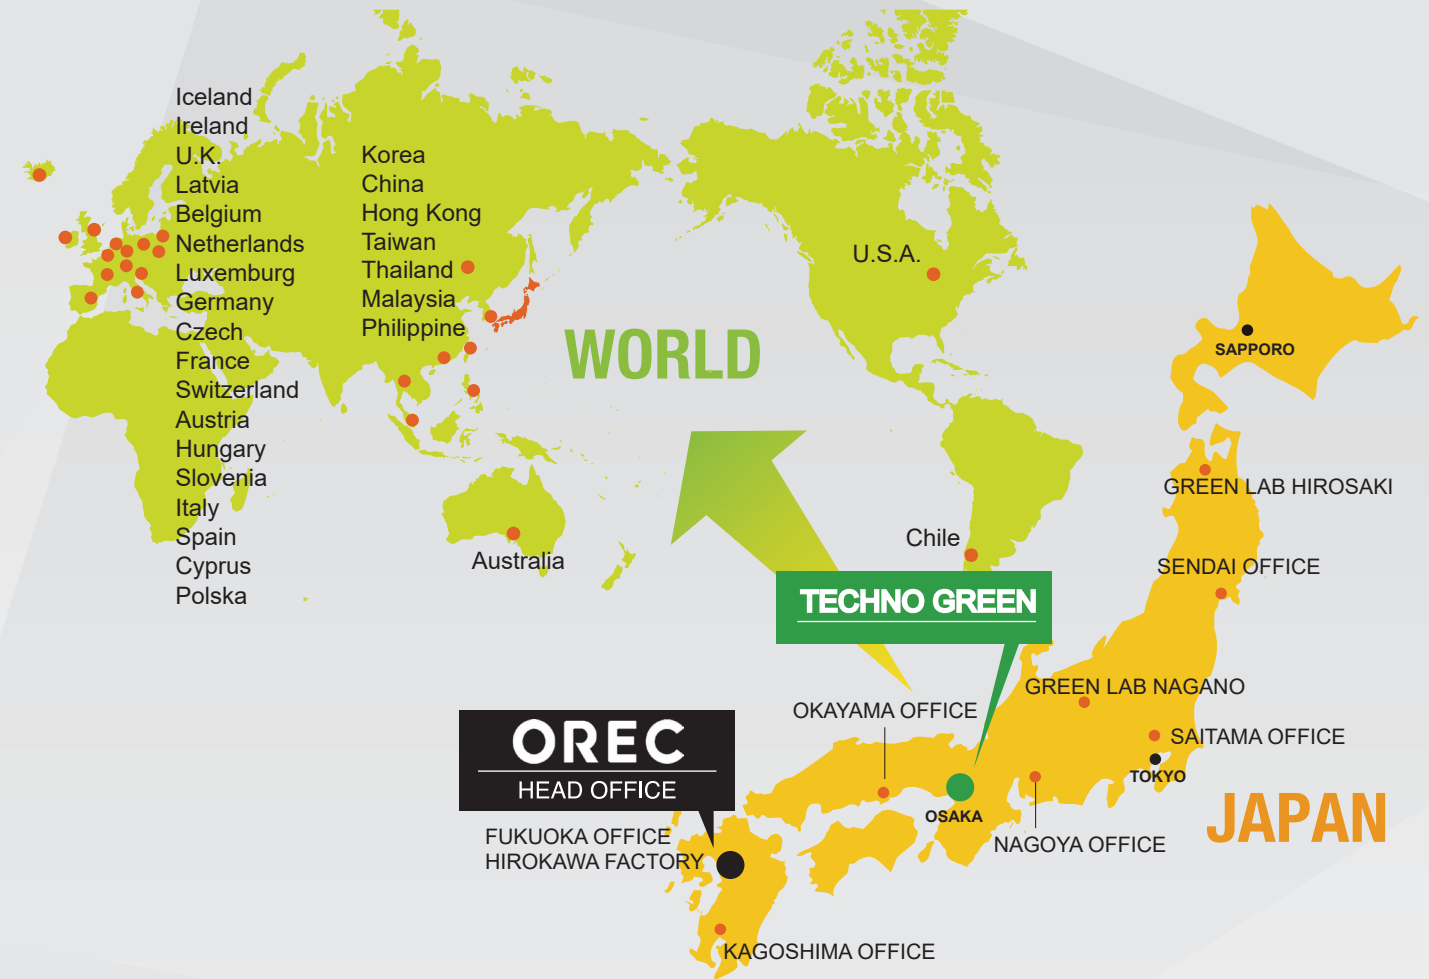 Iceland
Ireland
U.K.
Latvia
Belgium
Netherlands
Luxemburg
Germany
Czech
France
Switzerland
Austria
Hungary
Slovenia
Italy
Spain
Cyprus
Polska
Korea
China
Hong Kong
Taiwan
Thailand
Malaysia
Philippine
WORLD
U.S.A.
Australia
Chile
TECHNO GREEN
SAPPORO
GREEN LAB HIROSAKI
SENDAI OFFICE
GREEN LAB NAGANO
OKAYAMA OFFICE
SAITAMA OFFICE
TOKYO
OSAKA
NAGOYA OFFICE
JAPAN
OREC
HEAD OFFICE
FUKUOKA OFFICE
HIROKAWA FACTORY
KAGOSHIMA OFFICE